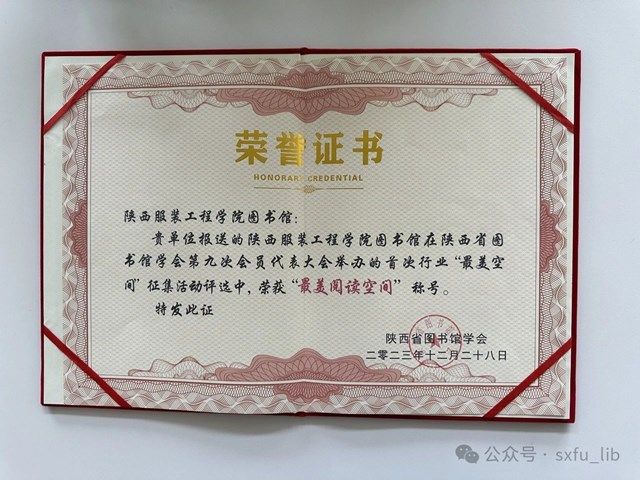 荣誉证书
HONORARY CREDENTIAL
陕西服装工程学院图书馆：
贵单位报送的陕西服装工程学院图书馆在陕西省图
书馆学会第九次会员代表大会举办的首次行业“最美空
间”征集活动评选中，荣获“最美阅读空间”称号。
特发此证
陕西省图书馆学会
二零二三年十二月二十八日
公众号 · sxfu_lib